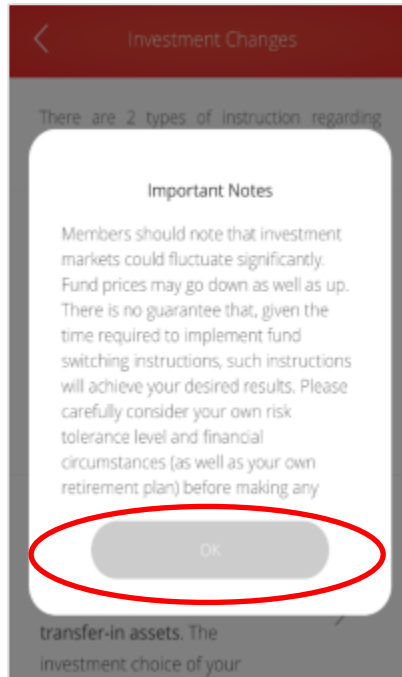 Investment Changes
There are 2 types of instruction regarding
Important Notes
Members should note that investment
markets could fluctuate significantly.
Fund prices may go down as well as up.
There is no guarantee that, given the
time required to implement fund
switching instructions, such instructions
will achieve your desired results. Please
carefully consider your own risk
tolerance level and financial
circumstances (as well as your own
retirement plan) before making any
OK
transfer-in assets. The
investment choice of your